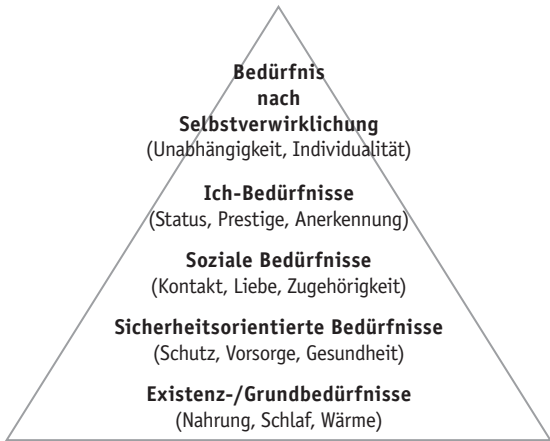 Bedürfnis
nach
Selbstverwirklichung
(Unabhängigkeit, Individualität)
Ich-Bedürfnisse
(Status, Prestige, Anerkennung)
Soziale Bedürfnisse
(Kontakt, Liebe, Zugehörigkeit)
Sicherheitsorientierte Bedürfnisse
(Schutz, Vorsorge, Gesundheit)
Existenz-/Grundbedürfnisse
(Nahrung, Schlaf, Wärme)